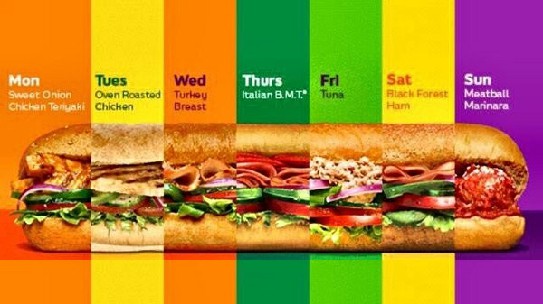 Mon
Sweet Onion
Chicken Teriyaki
Tues
Oven Roasted
Chicken
Wed
Turkey
Breast
Thurs
Italian B.M.T.®
Fri
Tuna
Sat
Black Forest
Ham
Sun
Meatball
Marinara